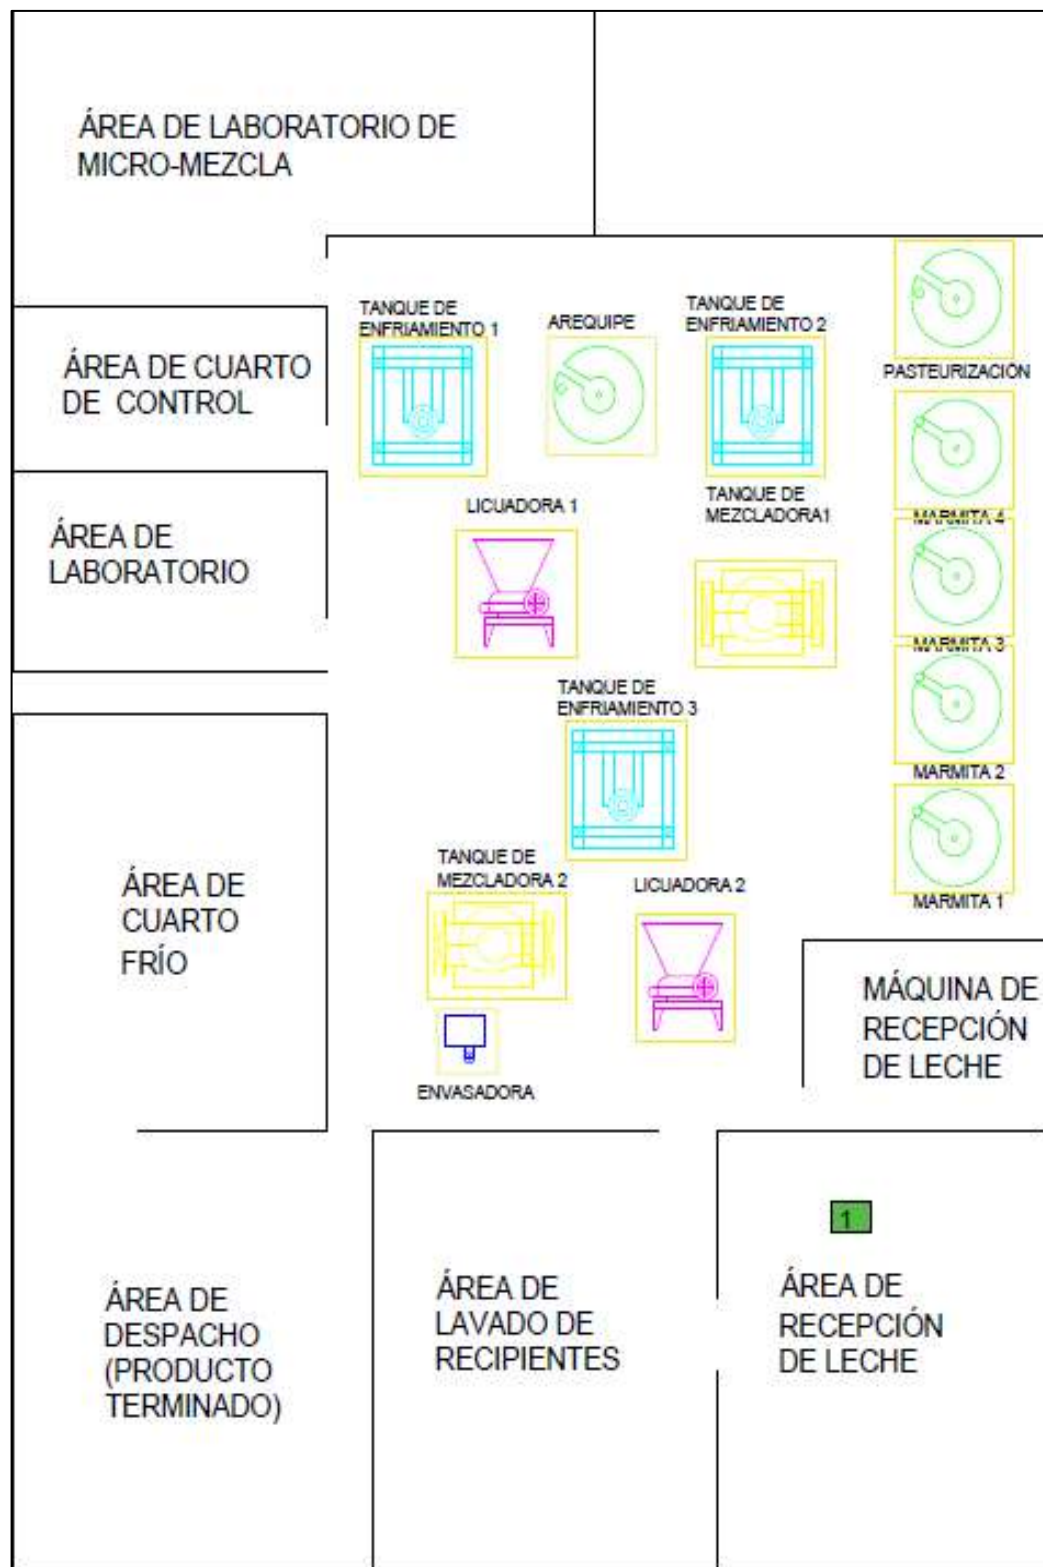 ÁREA DE LABORATORIO DE
MICRO-MEZCLA
TANQUE DE
ENFRIAMIENTO 1
AREQUIPE
TANQUE DE
ENFRIAMIENTO 2
PASTEURIZACIÓN
ÁREA DE CUARTO
DE CONTROL
LICUADORA 1
TANQUE DE
MEZCLADORA1
MARMITA 4
ÁREA DE
LABORATORIO
MARMITA 3
TANQUE DE
ENFRIAMIENTO 3
MARMITA 2
TANQUE DE
MEZCLADORA 2
LICUADORA 2
MARMITA 1
ÁREA DE
CUARTO
FRÍO
MÁQUINA DE
RECEPCIÓN
DE LECHE
ENVASADORA
1
ÁREA DE
DESPACHO
(PRODUCTO
TERMINADO)
ÁREA DE
LAVADO DE
RECIPIENTES
ÁREA DE
RECEPCIÓN
DE LECHE